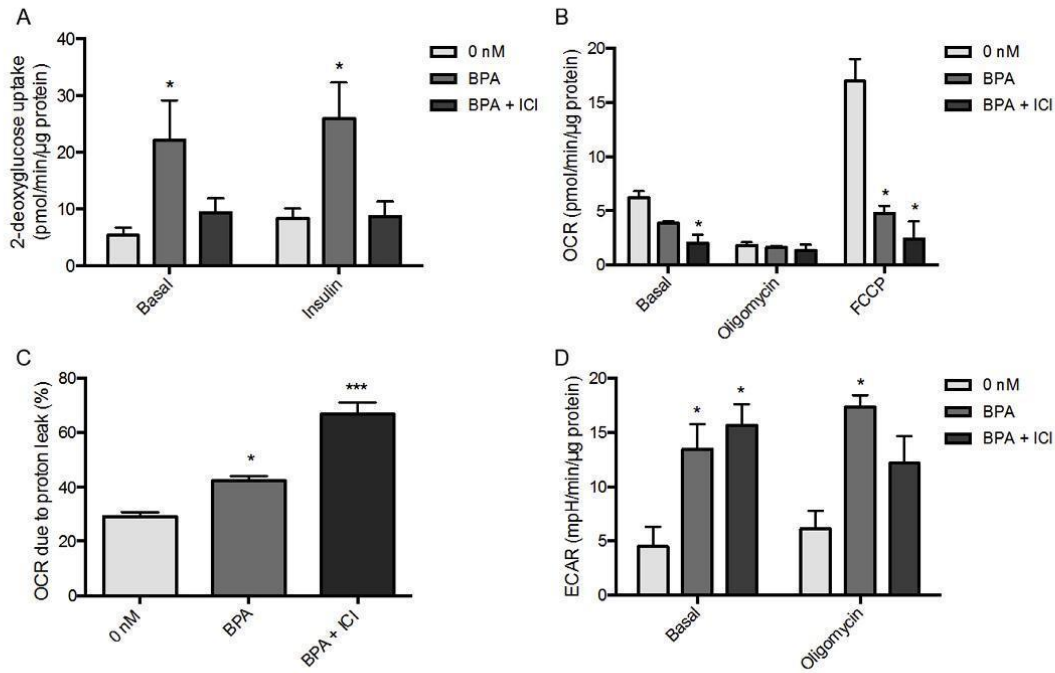 A
2-deoxyglucose uptake
(pmol/min/µg protein)
40
30
20
10
0
*
*
Basal
Insulin
0 nM
BPA
BPA + ICI
B
OCR (pmol/min/µg protein)
20
15
10
5
0
*
*
*
Basal
Oligomycin
FCCP
0 nM
BPA
BPA + ICI
C
OCR due to proton leak (%)
80
60
40
20
0
*
***
0 nM
BPA
BPA + ICI
D
ECAR (mpH/min/µg protein)
20
15
10
5
0
*
*
*
Basal
Oligomycin
0 nM
BPA
BPA + ICI